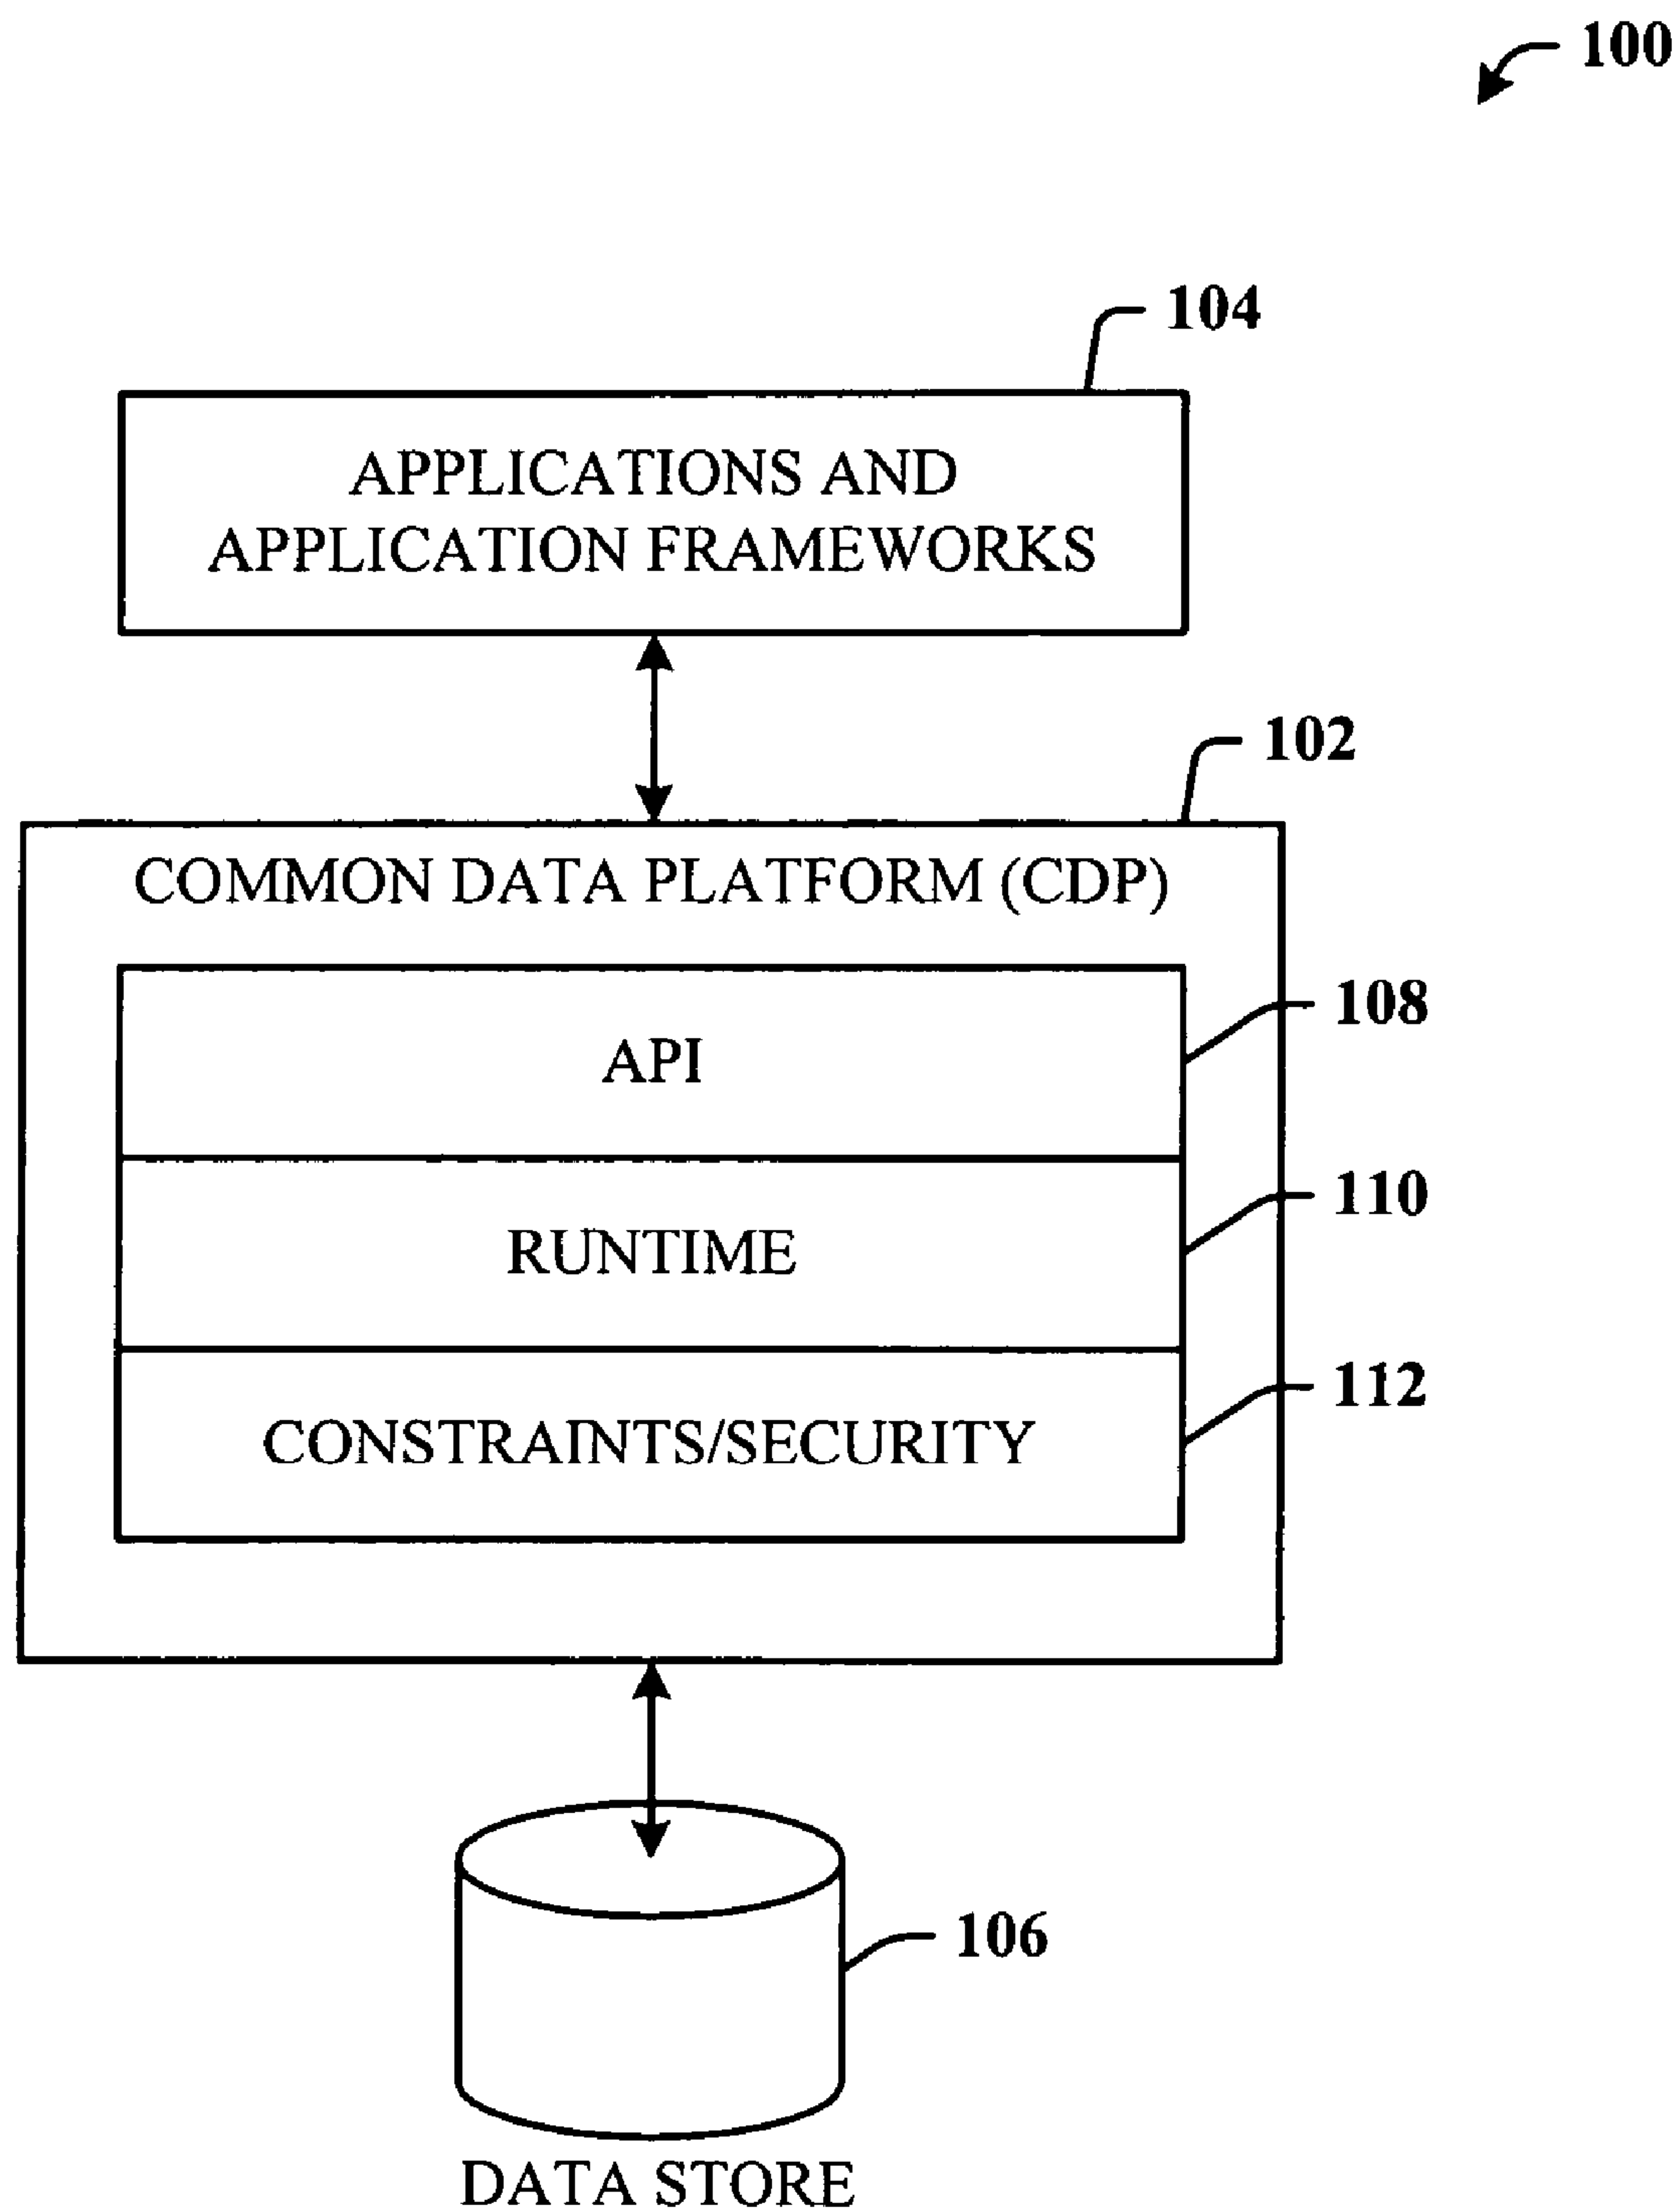 100
104
APPLICATIONS AND
APPLICATION FRAMEWORKS
102
COMMON DATA PLATFORM (CDP)
108
API
110
RUNTIME
112
CONSTRAINTS/SECURITY
106
DATA STORE